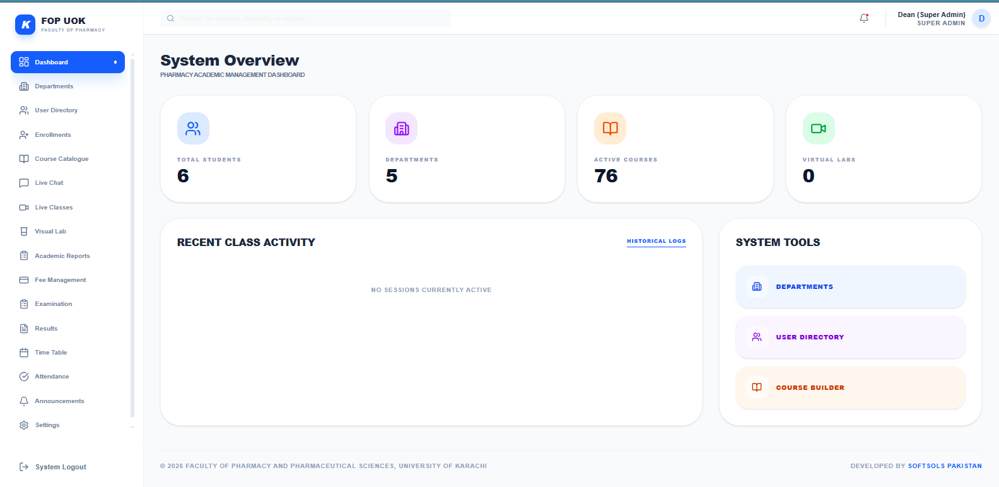 K
FOP UOK
FACULTY OF PHARMACY
Dashboard
Departments
User Directory
Enrollments
Course Catalogue
Live Chat
Live Classes
Visual Lab
Academic Reports
Fee Management
Examination
Results
Time Table
Attendance
Announcements
Settings
System Logout
Search for courses, students, or reports...
Dean (Super Admin)
SUPER ADMIN
D
System Overview
PHARMACY ACADEMIC MANAGEMENT DASHBOARD
TOTAL STUDENTS
6
DEPARTMENTS
5
ACTIVE COURSES
76
VIRTUAL LABS
0
RECENT CLASS ACTIVITY
HISTORICAL LOGS
NO SESSIONS CURRENTLY ACTIVE
SYSTEM TOOLS
DEPARTMENTS
USER DIRECTORY
COURSE BUILDER
© 2026 FACULTY OF PHARMACY AND PHARMACEUTICAL SCIENCES, UNIVERSITY OF KARACHI
DEVELOPED BY SOFTSOLS PAKISTAN